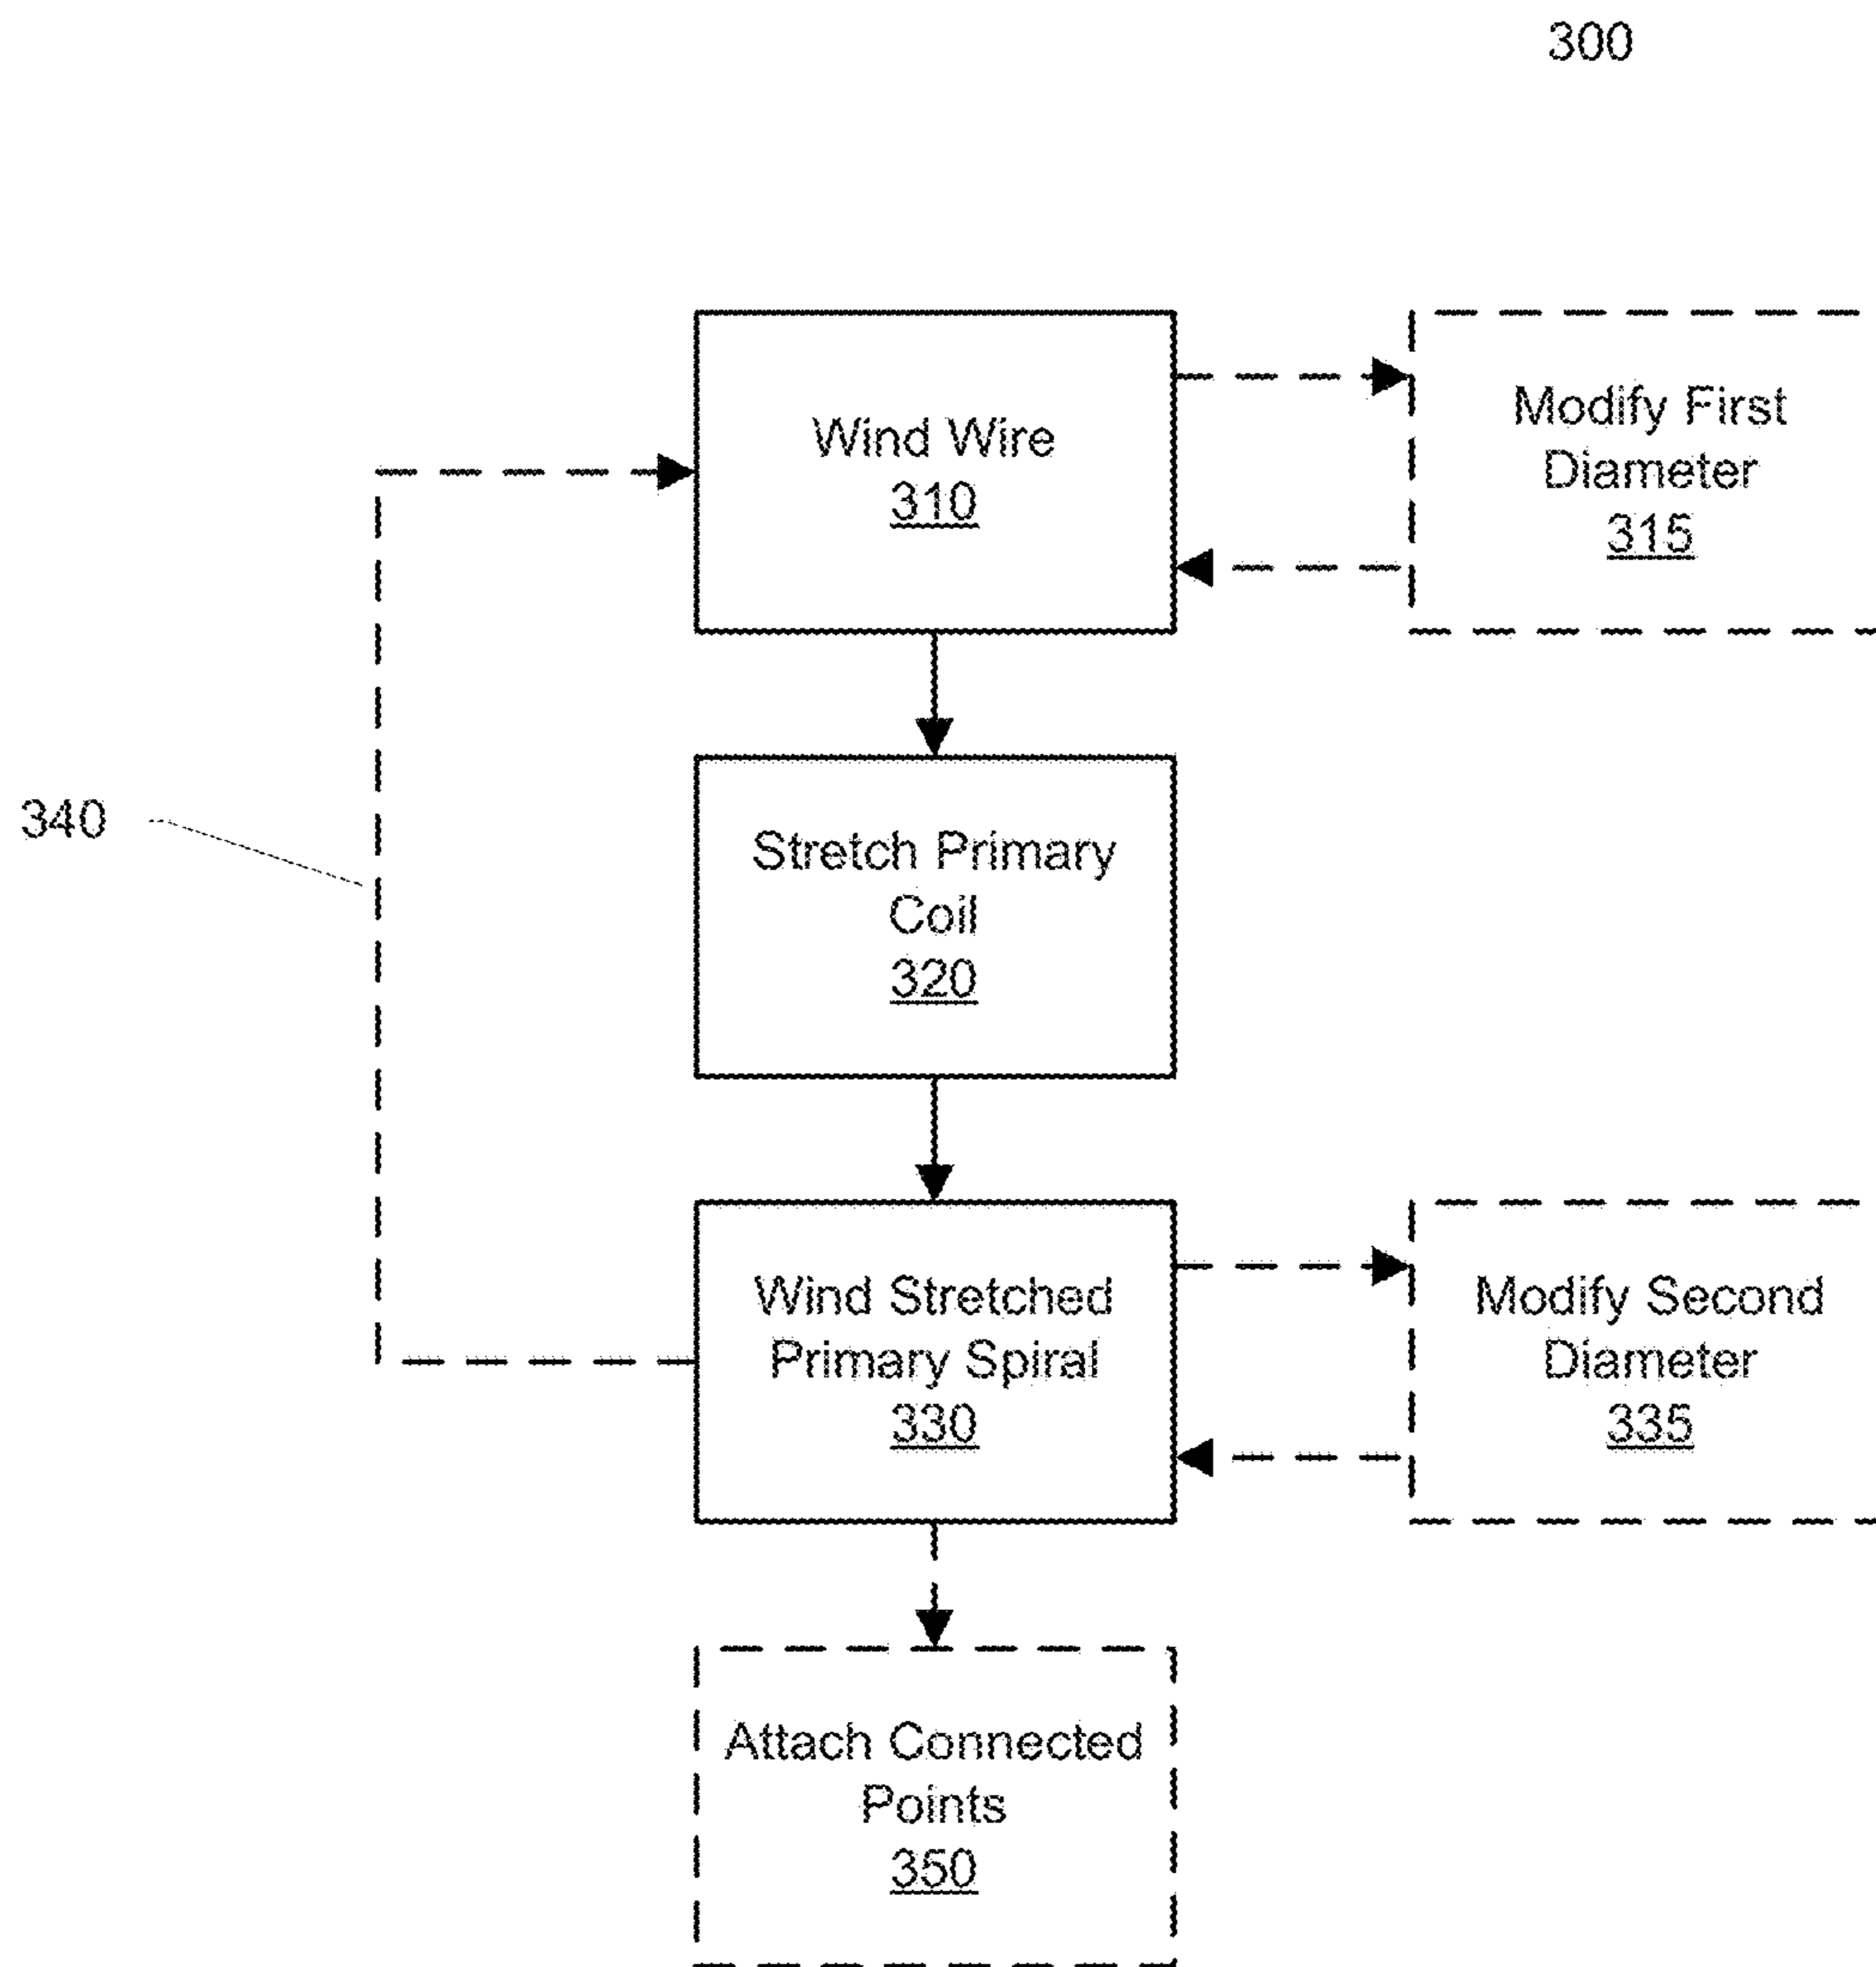 300
Wind Wire
310
Modify First
Diameter
315
340
Stretch Primary
Coil
320
Wind Stretched
Primary Spiral
330
Modify Second
Diameter
335
Attach Connected
Points
350